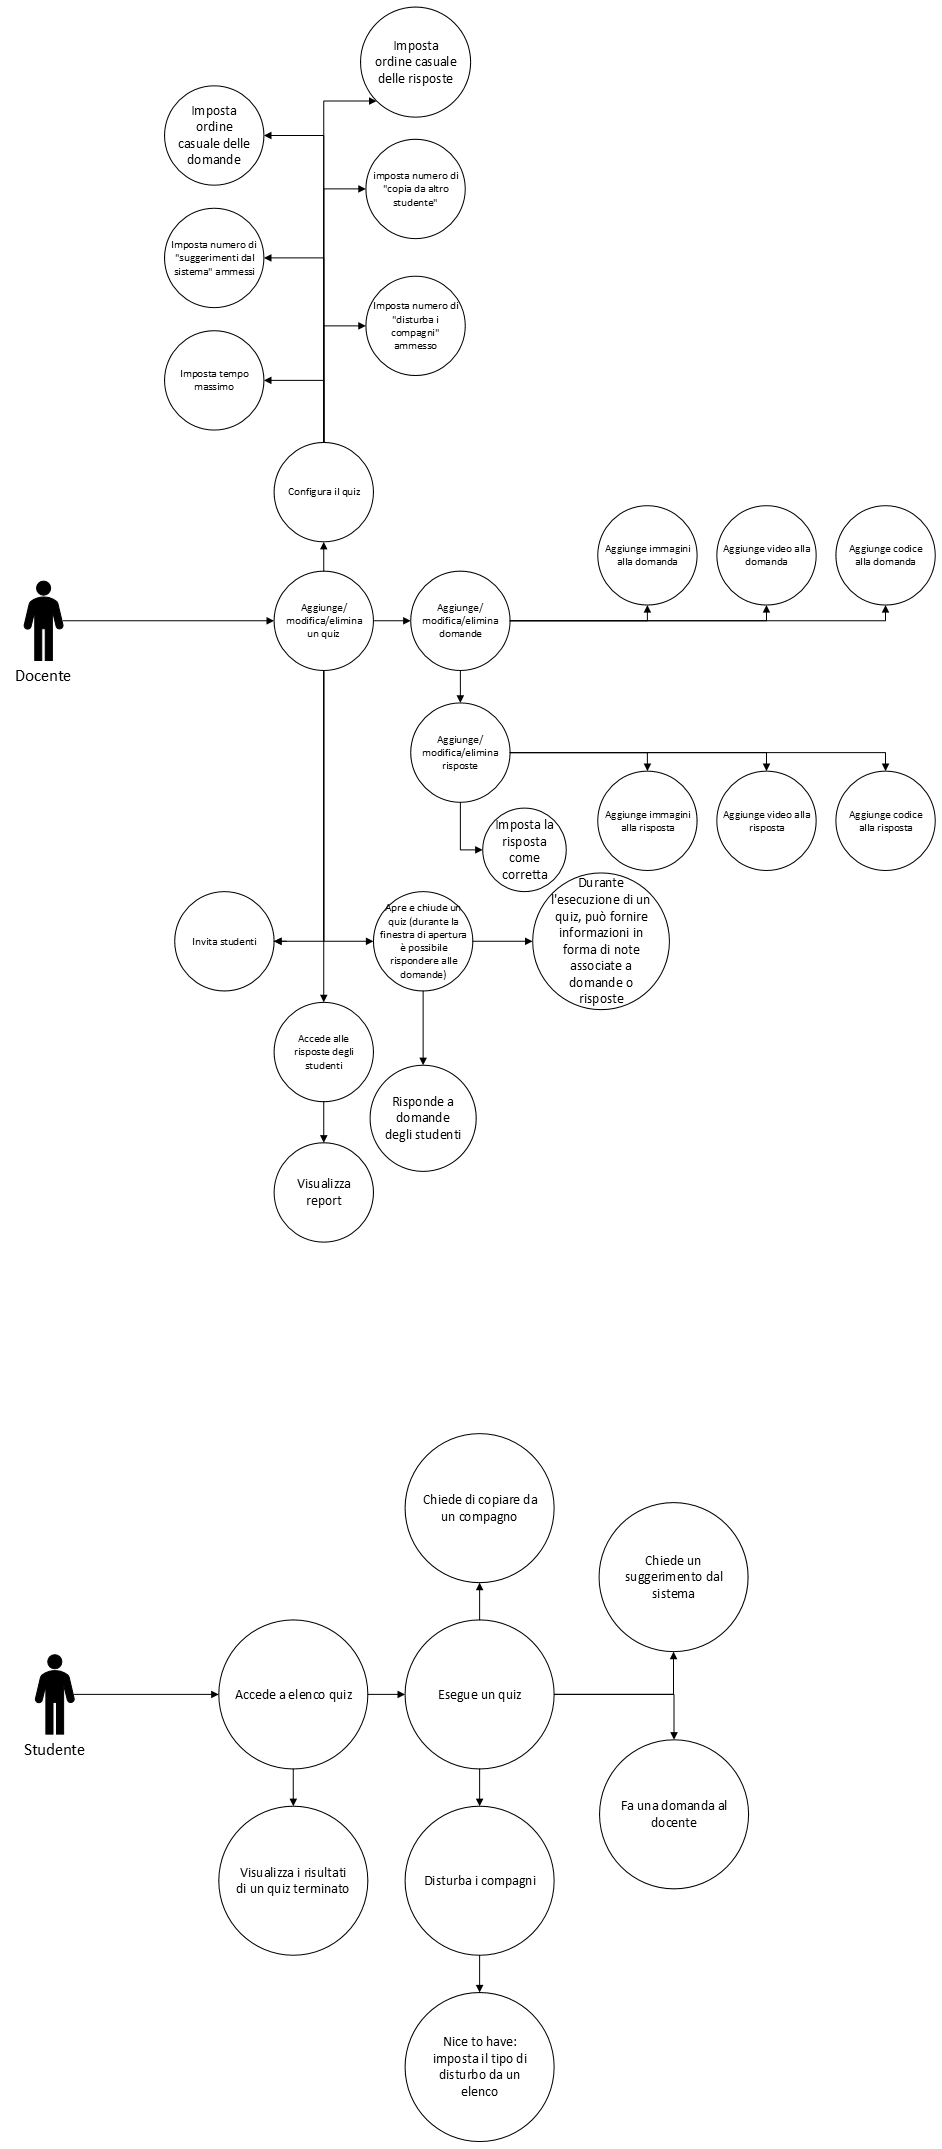 Imposta
ordine casuale
delle risposte
Imposta
ordine
casuale delle
domande
imposta numero di
"copia da altro
studente"
Imposta numero di
"suggerimenti dal
sistema" ammessi
Imposta numero di
"disturba i
compagni"
ammesso
Imposta tempo
massimo
Configura il quiz
Aggiunge immagini
alla domanda
Aggiunge video alla
domanda
Aggiunge codice
alla domanda
Docente
Aggiunge/
modifica/elimina
un quiz
Aggiunge/
modifica/elimina
domande
Aggiunge/
modifica/elimina
risposte
Aggiunge immagini
alla risposta
Aggiunge video alla
risposta
Aggiunge codice
alla risposta
Imposta la
risposta
come
corretta
Invita studenti
Apre e chiude un
quiz (durante la
finestra di apertura
è possibile
rispondere alle
domande)
Durante
l'esecuzione di un
quiz, può fornire
informazioni in
forma di note
associate a
domande o
risposte
Accede alle
risposte degli
studenti
Risponde a
domande
degli studenti
Visualizza
report
Chiede di copiare da
un compagno
Chiede un
suggerimento dal
sistema
Studente
Accede a elenco quiz
Esegue un quiz
Fa una domanda al
docente
Visualizza i risultati
di un quiz terminato
Disturba i compagni
Nice to have:
imposta il tipo di
disturbo da un
elenco